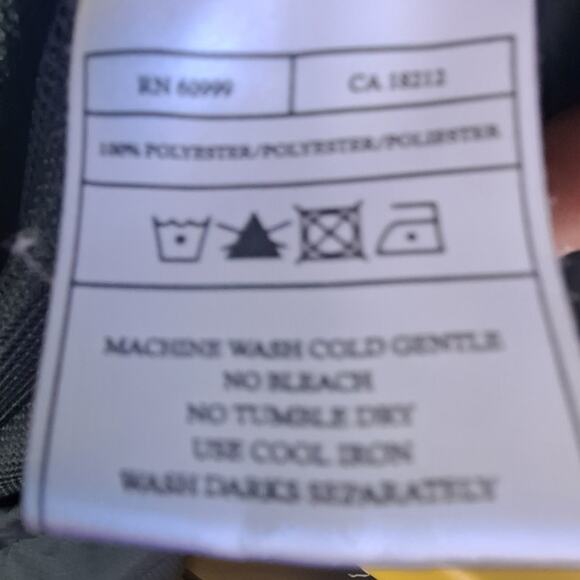 RN 60999 CA 18212
100% POLYESTER/POLYESTER/POLIESTER
MACHINE WASH COLD GENTLE
NO BLEACH
NO TUMBLE DRY
USE COOL IRON
WASH DARKS SEPARATELY